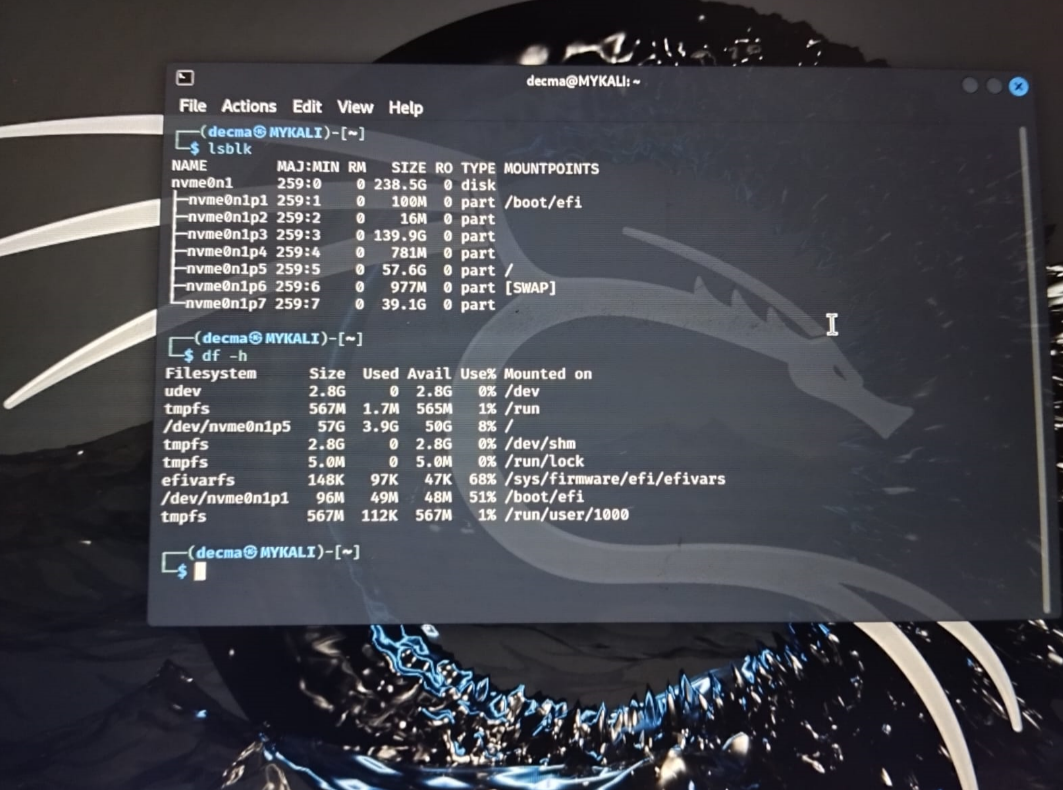 decma@MYKALI: ~
File Actions Edit View Help
┌──(decma㉿MYKALI)-[~]
└─$ lsblk
NAME        MAJ:MIN RM   SIZE RO TYPE MOUNTPOINTS
nvme0n1     259:0    0 238.5G  0 disk
├─nvme0n1p1 259:1    0   100M  0 part /boot/efi
├─nvme0n1p2 259:2    0    16M  0 part
├─nvme0n1p3 259:3    0 139.9G  0 part
├─nvme0n1p4 259:4    0   781M  0 part
├─nvme0n1p5 259:5    0  57.6G  0 part /
├─nvme0n1p6 259:6    0   977M  0 part [SWAP]
└─nvme0n1p7 259:7    0  39.1G  0 part
┌──(decma㉿MYKALI)-[~]
└─$ df -h
Filesystem      Size  Used Avail Use% Mounted on
udev            2.8G     0  2.8G   0% /dev
tmpfs           567M  1.7M  565M   1% /run
/dev/nvme0n1p5   57G  3.9G   50G   8% /
tmpfs           2.8G     0  2.8G   0% /dev/shm
tmpfs           5.0M     0  5.0M   0% /run/lock
efivarfs        148K   97K   47K  68% /sys/firmware/efi/efivars
/dev/nvme0n1p1   96M   49M   48M  51% /boot/efi
tmpfs           567M  112K  567M   1% /run/user/1000
┌──(decma㉿MYKALI)-[~]
└─$